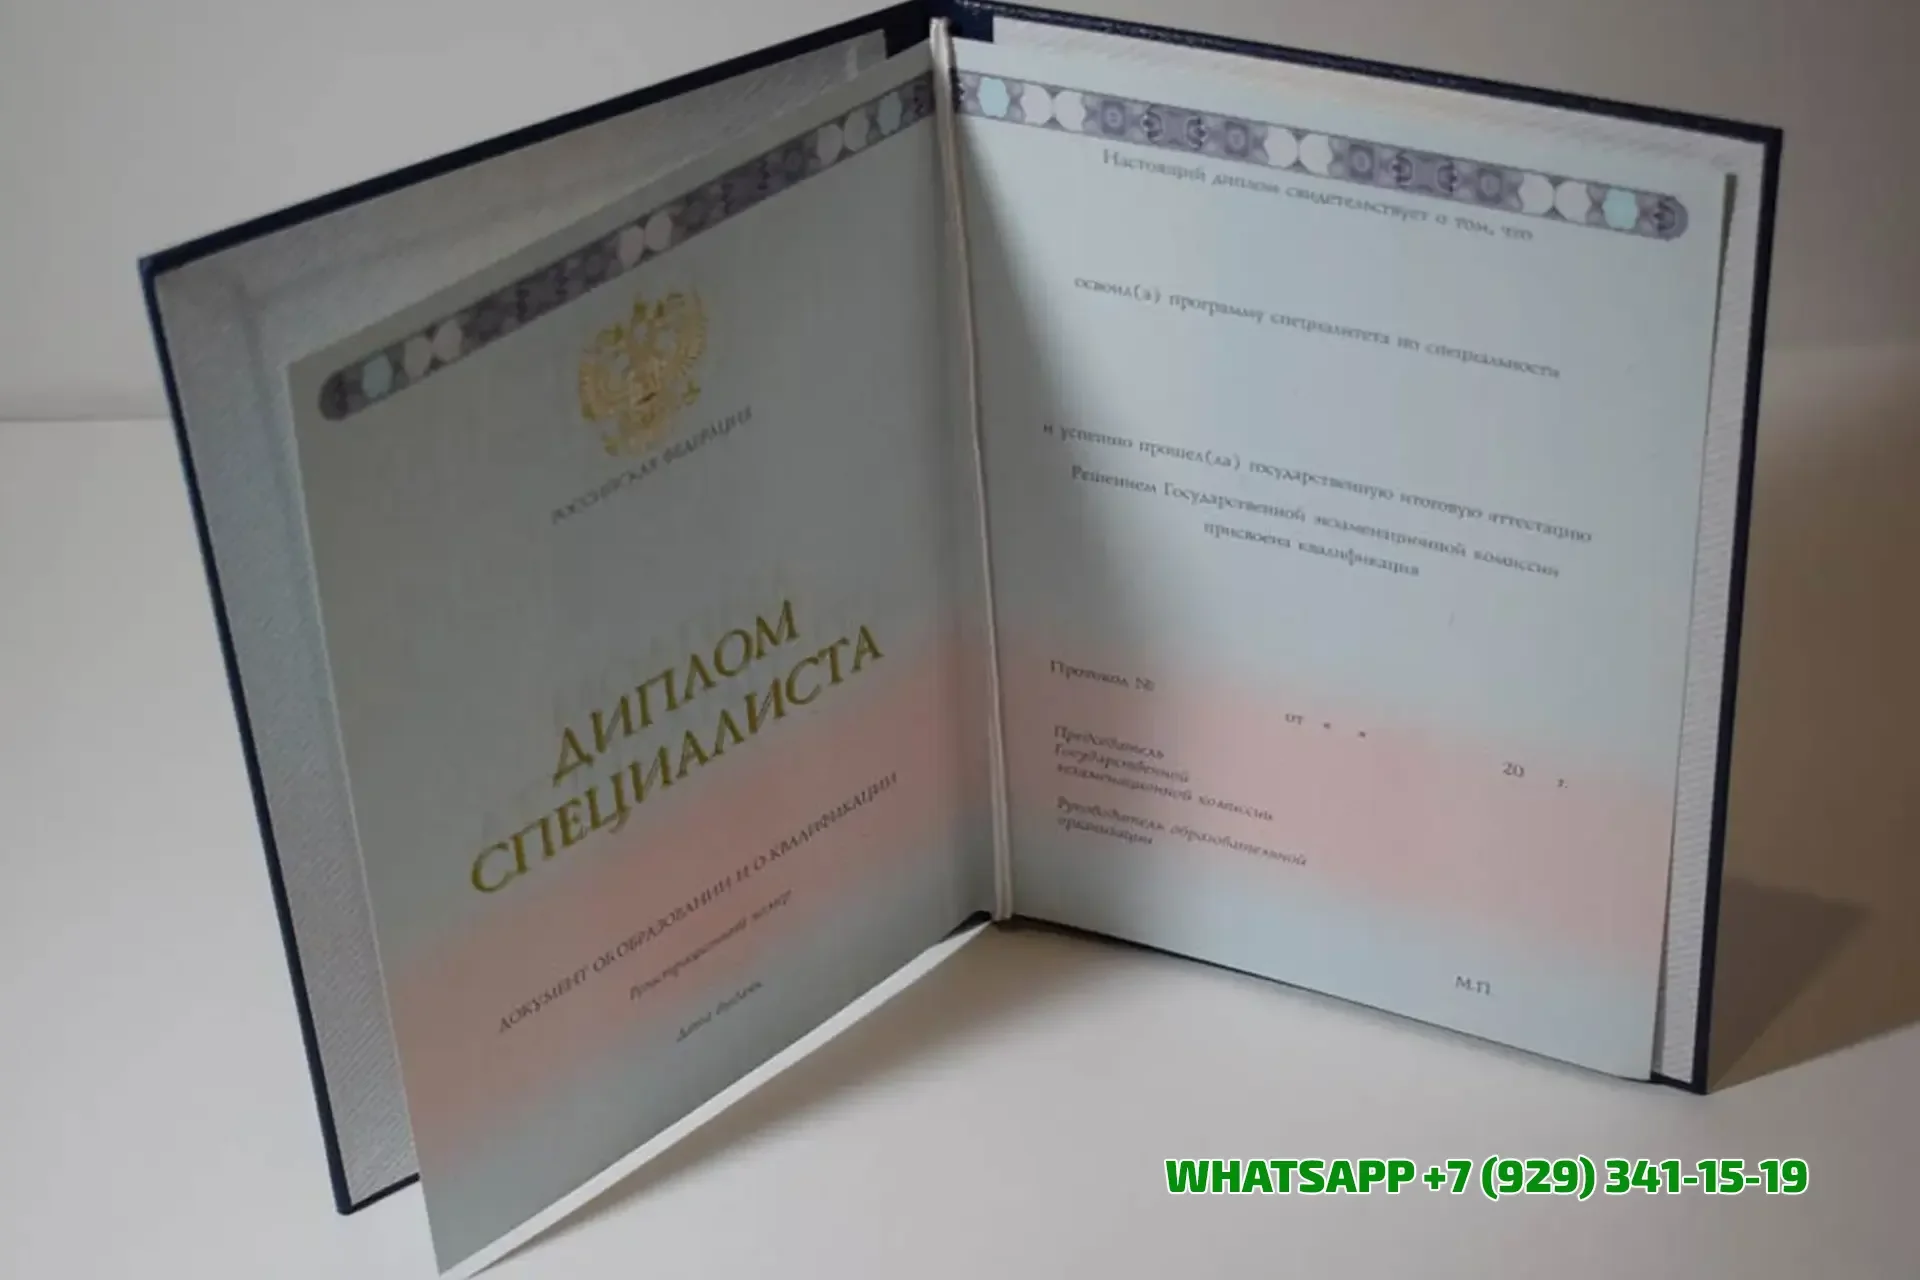 РОССИЙСКАЯ ФЕДЕРАЦИЯ
ДИПЛОМ
СПЕЦИАЛИСТА
ДОКУМЕНТ ОБ ОБРАЗОВАНИИ И О КВАЛИФИКАЦИИ
Регистрационный номер
Дата выдачи
Настоящий диплом свидетельствует о том, что
освоил(а) программу специалитета по специальности
и успешно прошел(ла) государственную итоговую аттестацию
Решением Государственной экзаменационной комиссии
присвоена квалификация
Протокол №
от « »
20 г.
Председатель
Государственной
экзаменационной комиссии
Руководитель образовательной
организации
М.П.
WHATSAPP +7 (929) 341-15-19